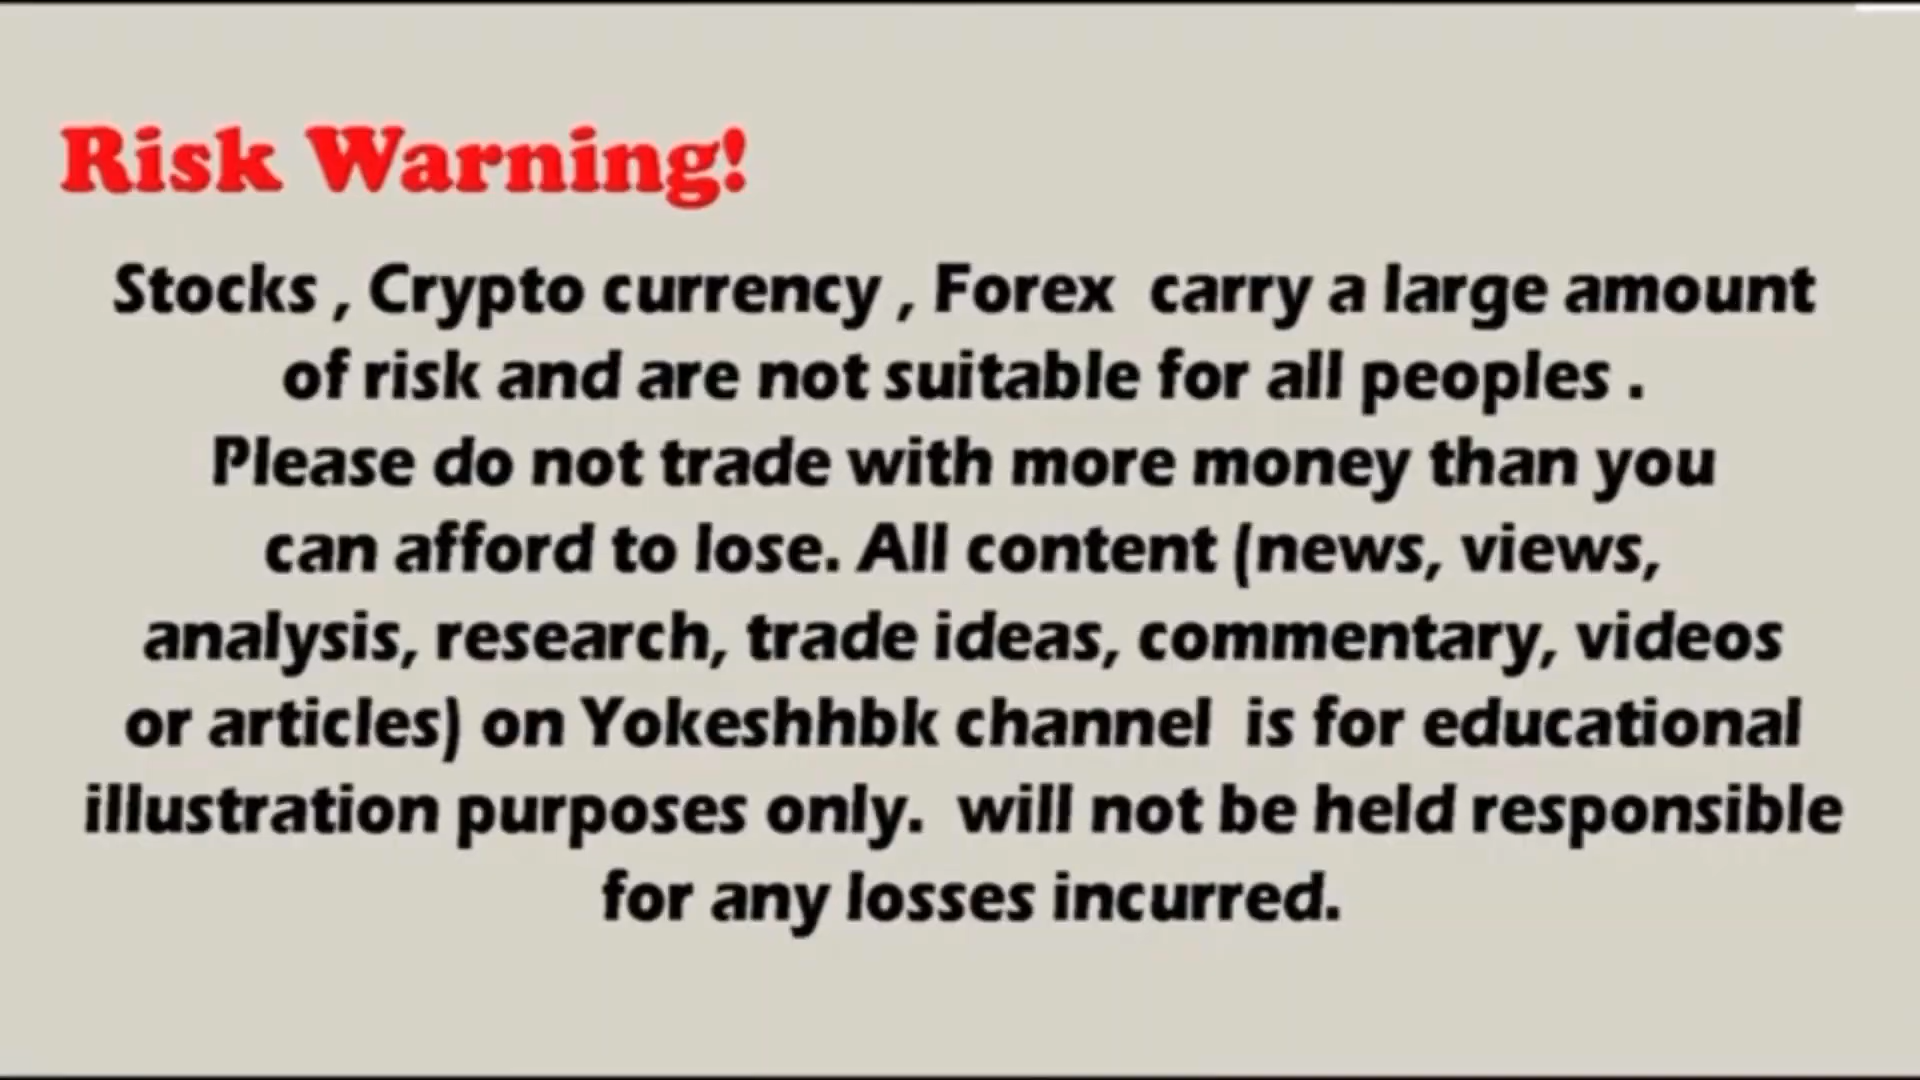 Risk Warning!
Stocks , Crypto currency , Forex  carry a large amount
of risk and are not suitable for all peoples .
Please do not trade with more money than you
can afford to lose. All content (news, views,
analysis, research, trade ideas, commentary, videos
or articles) on Yokeshhbk channel  is for educational
illustration purposes only.  will not be held responsible
for any losses incurred.